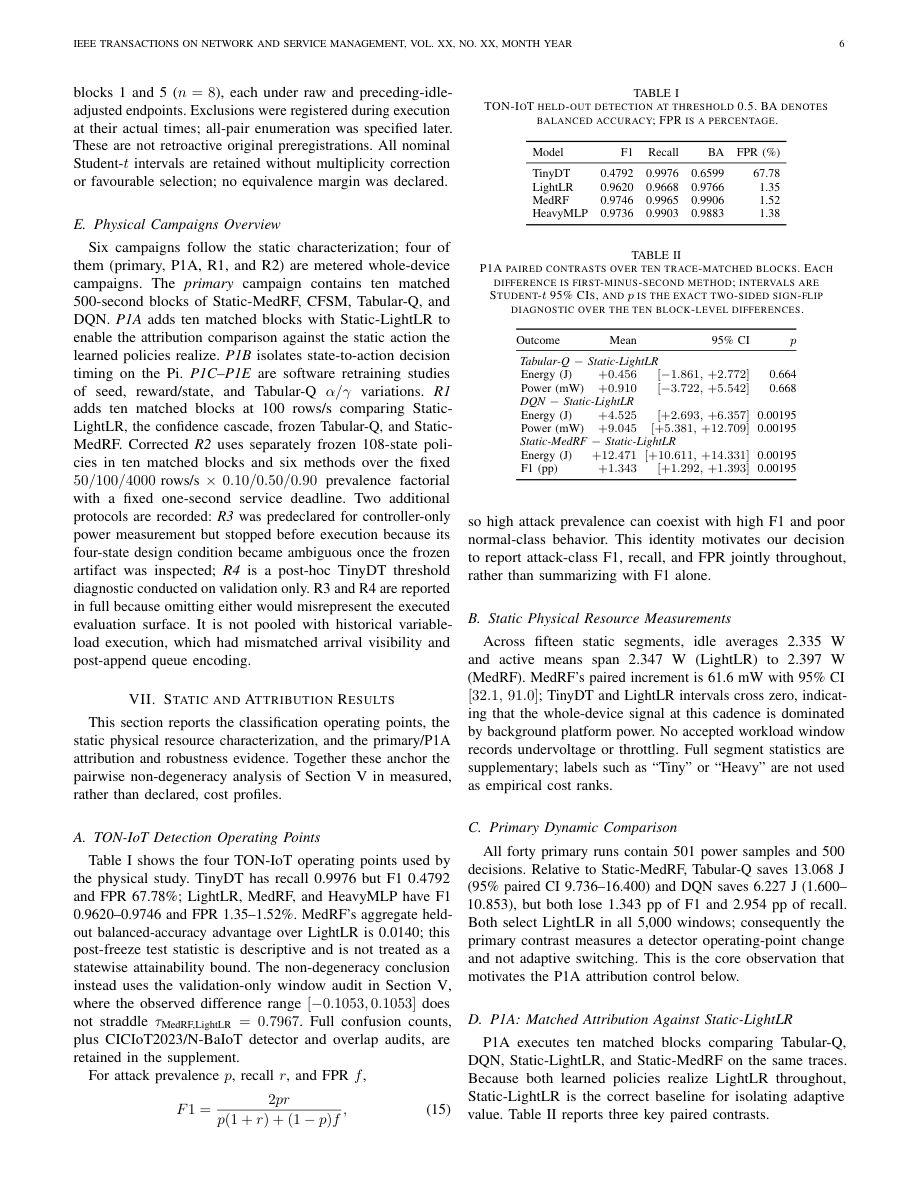 IEEE TRANSACTIONS ON NETWORK AND SERVICE MANAGEMENT, VOL. XX, NO. XX, MONTH YEAR 6
blocks 1 and 5 (n = 8), each under raw and preceding-idle-
adjusted endpoints. Exclusions were registered during execution
at their actual times; all-pair enumeration was specified later.
These are not retroactive original preregistrations. All nominal
Student-t intervals are retained without multiplicity correction
or favourable selection; no equivalence margin was declared.
E. Physical Campaigns Overview
Six campaigns follow the static characterization; four of
them (primary, P1A, R1, and R2) are metered whole-device
campaigns. The primary campaign contains ten matched
500-second blocks of Static-MedRF, CFSM, Tabular-Q, and
DQN. P1A adds ten matched blocks with Static-LightLR to
enable the attribution comparison against the static action the
learned policies realize. P1B isolates state-to-action decision
timing on the Pi. P1C–P1E are software retraining studies
of seed, reward/state, and Tabular-Q α/γ variations. R1
adds ten matched blocks at 100 rows/s comparing Static-
LightLR, the confidence cascade, frozen Tabular-Q, and Static-
MedRF. Corrected R2 uses separately frozen 108-state poli-
cies in ten matched blocks and six methods over the fixed
50/100/4000 rows/s × 0.10/0.50/0.90 prevalence factorial
with a fixed one-second service deadline. Two additional
protocols are recorded: R3 was predeclared for controller-only
power measurement but stopped before execution because its
four-state design condition became ambiguous once the frozen
artifact was inspected; R4 is a post-hoc TinyDT threshold
diagnostic conducted on validation only. R3 and R4 are reported
in full because omitting either would misrepresent the executed
evaluation surface. It is not pooled with historical variable-
load execution, which had mismatched arrival visibility and
post-append queue encoding.
VII. STATIC AND ATTRIBUTION RESULTS
This section reports the classification operating points, the
static physical resource characterization, and the primary/P1A
attribution and robustness evidence. Together these anchor the
pairwise non-degeneracy analysis of Section V in measured,
rather than declared, cost profiles.
A. TON-IoT Detection Operating Points
Table I shows the four TON-IoT operating points used by
the physical study. TinyDT has recall 0.9976 but F1 0.4792
and FPR 67.78%; LightLR, MedRF, and HeavyMLP have F1
0.9620–0.9746 and FPR 1.35–1.52%. MedRF's aggregate held-
out balanced-accuracy advantage over LightLR is 0.0140; this
post-freeze test statistic is descriptive and is not treated as a
statewise attainability bound. The non-degeneracy conclusion
instead uses the validation-only window audit in Section V,
where the observed difference range [−0.1053, 0.1053] does
not straddle τMedRF,LightLR = 0.7967. Full confusion counts,
plus CICIoT2023/N-BaIoT detector and overlap audits, are
retained in the supplement.
For attack prevalence p, recall r, and FPR f,
F1 = 2pr / p(1 + r) + (1 − p)f, (15)
TABLE I
TON-IOT HELD-OUT DETECTION AT THRESHOLD 0.5. BA DENOTES
BALANCED ACCURACY; FPR IS A PERCENTAGE.
Model F1 Recall BA FPR (%)
TinyDT 0.4792 0.9976 0.6599 67.78
LightLR 0.9620 0.9668 0.9766 1.35
MedRF 0.9746 0.9965 0.9906 1.52
HeavyMLP 0.9736 0.9903 0.9883 1.38
TABLE II
P1A PAIRED CONTRASTS OVER TEN TRACE-MATCHED BLOCKS. EACH
DIFFERENCE IS FIRST-MINUS-SECOND METHOD; INTERVALS ARE
STUDENT-t 95% CIS, AND p IS THE EXACT TWO-SIDED SIGN-FLIP
DIAGNOSTIC OVER THE TEN BLOCK-LEVEL DIFFERENCES.
Outcome Mean 95% CI p
Tabular-Q − Static-LightLR
Energy (J) +0.456 [−1.861, +2.772] 0.664
Power (mW) +0.910 [−3.722, +5.542] 0.668
DQN − Static-LightLR
Energy (J) +4.525 [+2.693, +6.357] 0.00195
Power (mW) +9.045 [+5.381, +12.709] 0.00195
Static-MedRF − Static-LightLR
Energy (J) +12.471 [+10.611, +14.331] 0.00195
F1 (pp) +1.343 [+1.292, +1.393] 0.00195
so high attack prevalence can coexist with high F1 and poor
normal-class behavior. This identity motivates our decision
to report attack-class F1, recall, and FPR jointly throughout,
rather than summarizing with F1 alone.
B. Static Physical Resource Measurements
Across fifteen static segments, idle averages 2.335 W
and active means span 2.347 W (LightLR) to 2.397 W
(MedRF). MedRF's paired increment is 61.6 mW with 95% CI
[32.1, 91.0]; TinyDT and LightLR intervals cross zero, indicat-
ing that the whole-device signal at this cadence is dominated
by background platform power. No accepted workload window
records undervoltage or throttling. Full segment statistics are
supplementary; labels such as “Tiny” or “Heavy” are not used
as empirical cost ranks.
C. Primary Dynamic Comparison
All forty primary runs contain 501 power samples and 500
decisions. Relative to Static-MedRF, Tabular-Q saves 13.068 J
(95% paired CI 9.736–16.400) and DQN saves 6.227 J (1.600–
10.853), but both lose 1.343 pp of F1 and 2.954 pp of recall.
Both select LightLR in all 5,000 windows; consequently the
primary contrast measures a detector operating-point change
and not adaptive switching. This is the core observation that
motivates the P1A attribution control below.
D. P1A: Matched Attribution Against Static-LightLR
P1A executes ten matched blocks comparing Tabular-Q,
DQN, Static-LightLR, and Static-MedRF on the same traces.
Because both learned policies realize LightLR throughout,
Static-LightLR is the correct baseline for isolating adaptive
value. Table II reports three key paired contrasts.